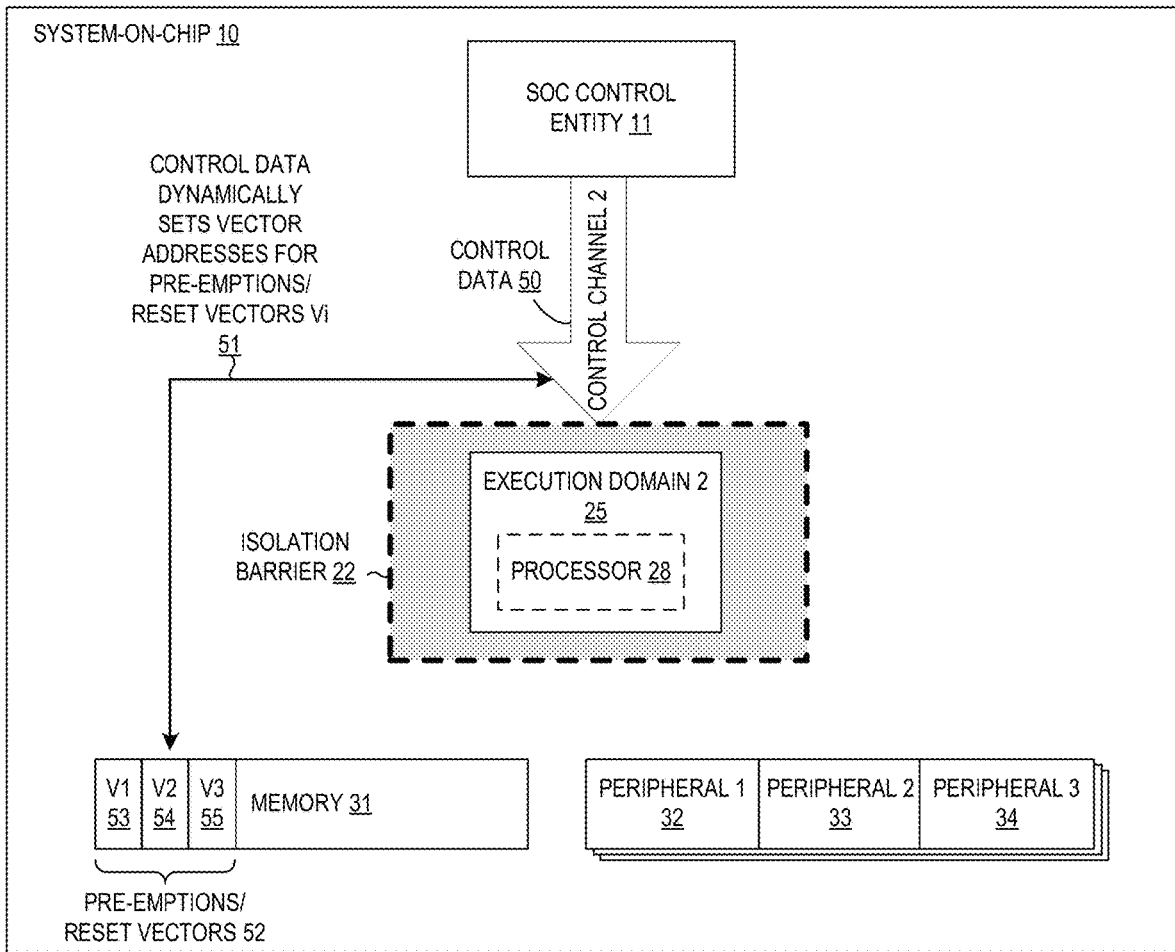 SYSTEM-ON-CHIP 10
SOC CONTROL
ENTITY 11
CONTROL DATA
DYNAMICALLY
SETS VECTOR
ADDRESSES FOR
PRE-EMPTIONS/
RESET VECTORS Vi
51
CONTROL
DATA 50
CONTROL CHANNEL 2
EXECUTION DOMAIN 2
25
PROCESSOR 28
ISOLATION
BARRIER 22
V1
53
V2
54
V3
55
MEMORY 31
PERIPHERAL 1
32
PERIPHERAL 2
33
PERIPHERAL 3
34
PRE-EMPTIONS/
RESET VECTORS 52